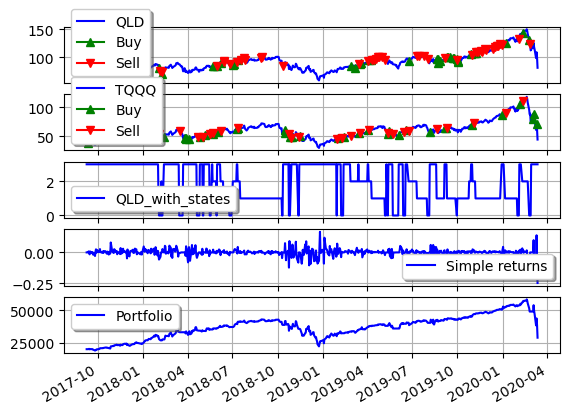 QLD
Buy
Sell
150
100
TQQQ
Buy
Sell
100
50
QLD_with_states
2
0
Simple returns
0.00
−0.25
Portfolio
50000
25000
2017-10 2018-01 2018-04 2018-07 2018-10 2019-01 2019-04 2019-07 2019-10 2020-01 2020-04